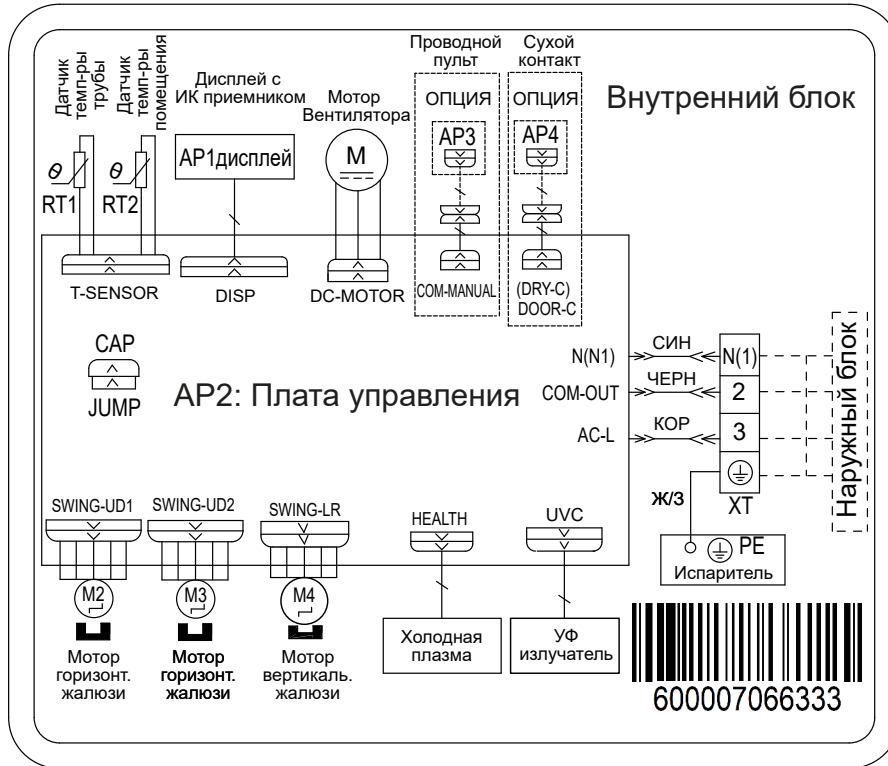 Датчик
темп-ры
трубы
Датчик
темп-ры
помещения
Дисплей с
ИК приемником
Мотор
Вентилятора
Проводной
пульт
Сухой
контакт
ОПЦИЯ
ОПЦИЯ
Внутренний блок
AP1дисплей
M
AP3
AP4
θ
RT1
θ
RT2
T-SENSOR
DISP
DC-MOTOR
COM-MANUAL
(DRY-C)
DOOR-C
CAP
JUMP
AP2: Плата управления
N(N1)
СИН
N(1)
COM-OUT
ЧЕРН
2
AC-L
КОР
3
XT
Наружный блок
Ж/З
PE
Испаритель
SWING-UD1
SWING-UD2
SWING-LR
HEALTH
UVC
M2
M3
M4
Мотор
горизонт.
жалюзи
Мотор
горизонт.
жалюзи
Мотор
вертикаль.
жалюзи
Холодная
плазма
УФ
излучатель
600007066333